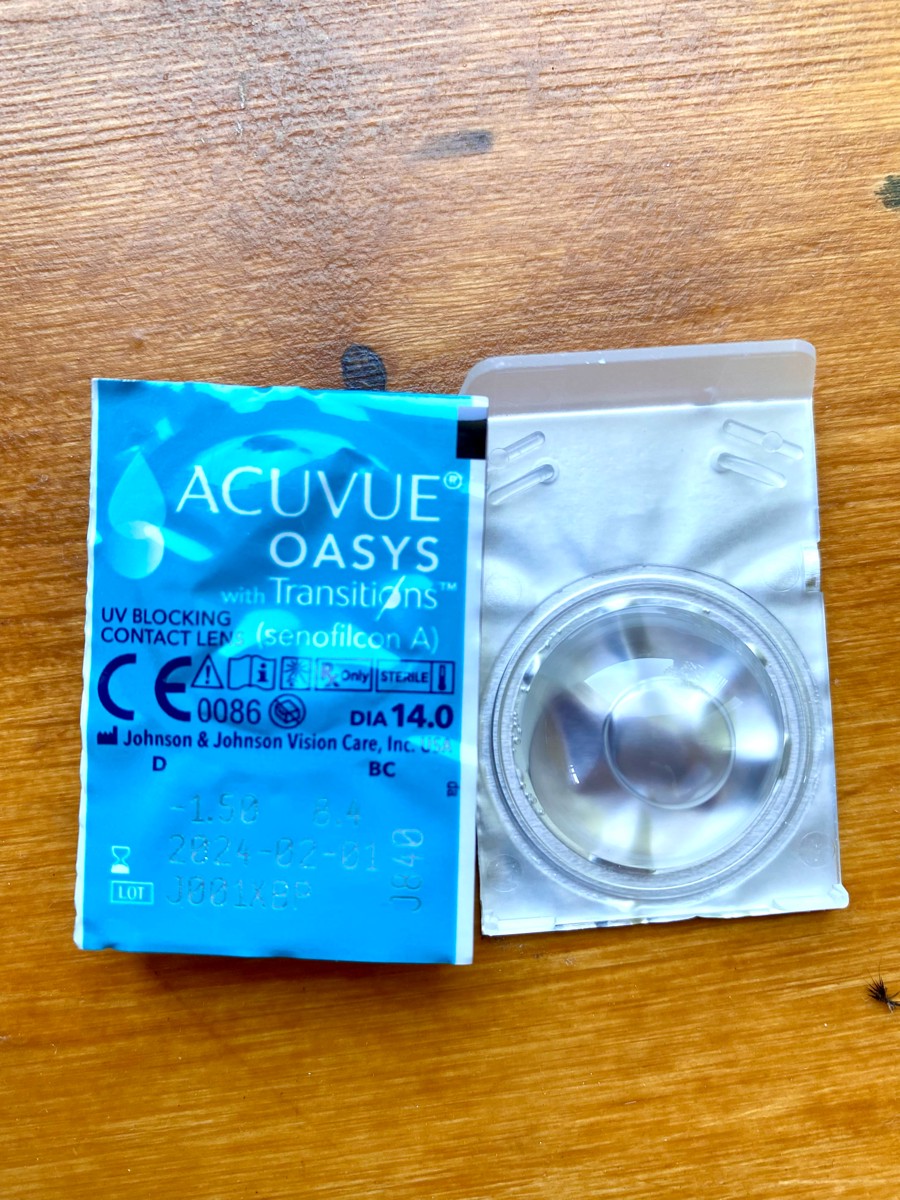 ACUVUE®
OASYS
with Transitions™
UV BLOCKING
CONTACT LENS (senofilcon A)
CE 0086 Rx Only STERILE
DIA 14.0
Johnson & Johnson Vision Care, Inc. USA
D BC
-1.50 8.4
2024-02-01
LOT J001XBP
J840